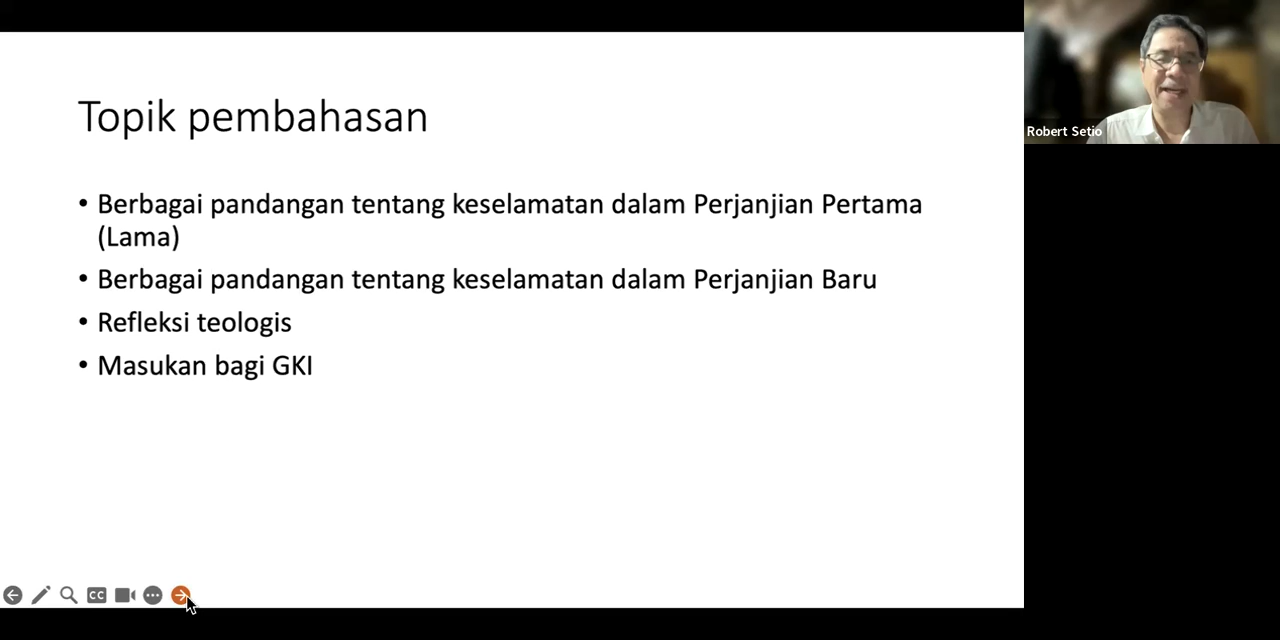 Topik pembahasan
• Berbagai pandangan tentang keselamatan dalam Perjanjian Pertama
(Lama)
• Berbagai pandangan tentang keselamatan dalam Perjanjian Baru
• Refleksi teologis
• Masukan bagi GKI
Robert Setio
CC